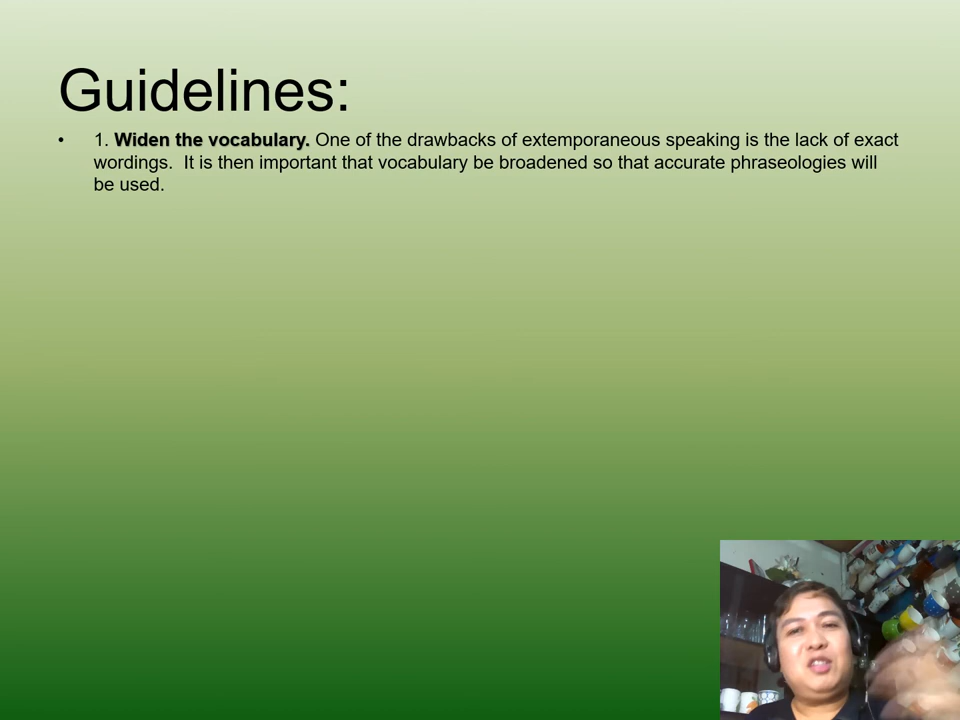 Guidelines:
• 1. Widen the vocabulary. One of the drawbacks of extemporaneous speaking is the lack of exact
wordings.  It is then important that vocabulary be broadened so that accurate phraseologies will
be used.